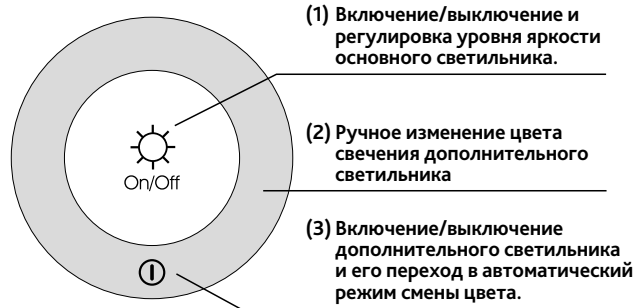 (1) Включение/выключение и
регулировка уровня яркости
основного светильника.
On/Off
(2) Ручное изменение цвета
свечения дополнительного
светильника
(3) Включение/выключение
дополнительного светильника
и его переход в автоматический
режим смены цвета.